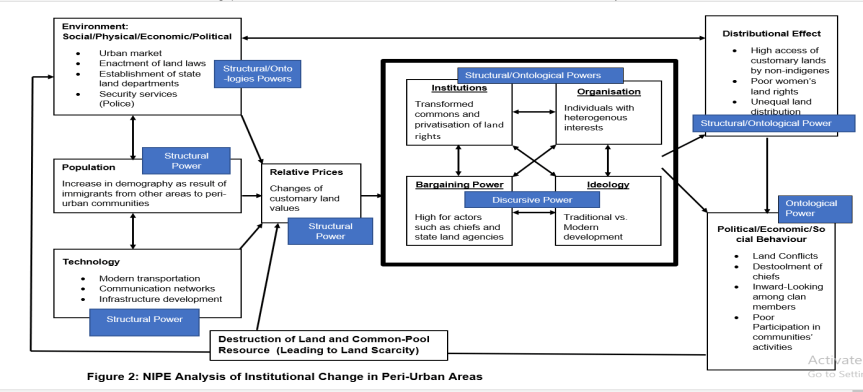 Environment:
Social/Physical/Economic/Political
• Urban market
• Enactment of land laws
• Establishment of state
land departments
• Security services
(Police)
Structural/Onto
-logies Powers
Population
Structural
Power
Increase in demography as result of
immigrants from other areas to peri-
urban communities
Technology
• Modern transportation
• Communication networks
• Infrastructure development
Structural Power
Relative Prices
Changes of
customary land
values
Structural
Power
Structural/Ontological Powers
Institutions
Transformed
commons and
privatisation of land
rights
Organisation
Individuals with
heterogenous
interests
Bargaining Power
High for actors
such as chiefs and
state land agencies
Discursive Power
Ideology
Traditional vs.
Modern
development
Distributional Effect
• High access of
customary lands
by non-indigenes
• Poor women's
land rights
• Unequal land
distribution
Structural/Ontological Power
Ontological
Power
Political/Economic/So
cial Behaviour
• Land Conflicts
• Destoolment of
chiefs
• Inward-Looking
among clan
members
• Poor
Participation in
communities'
activities
Destruction of Land and Common-Pool
Resource (Leading to Land Scarcity)
Figure 2: NIPE Analysis of Institutional Change in Peri-Urban Areas
Activate
Go to Setti